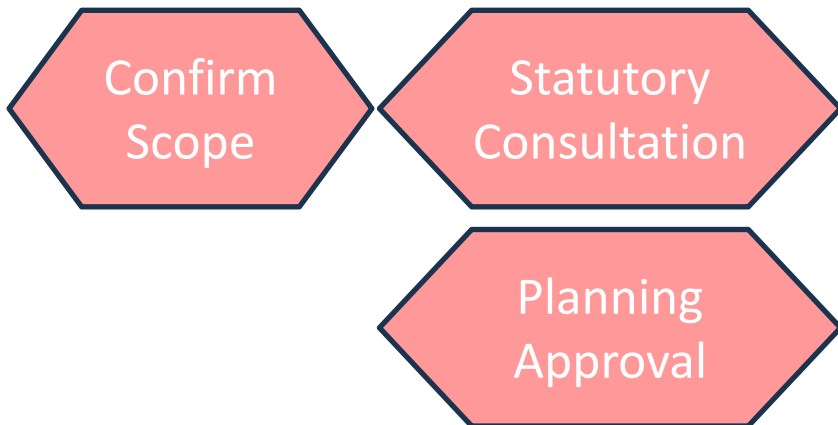 Confirm
Scope
Statutory
Consultation
Planning
Approval